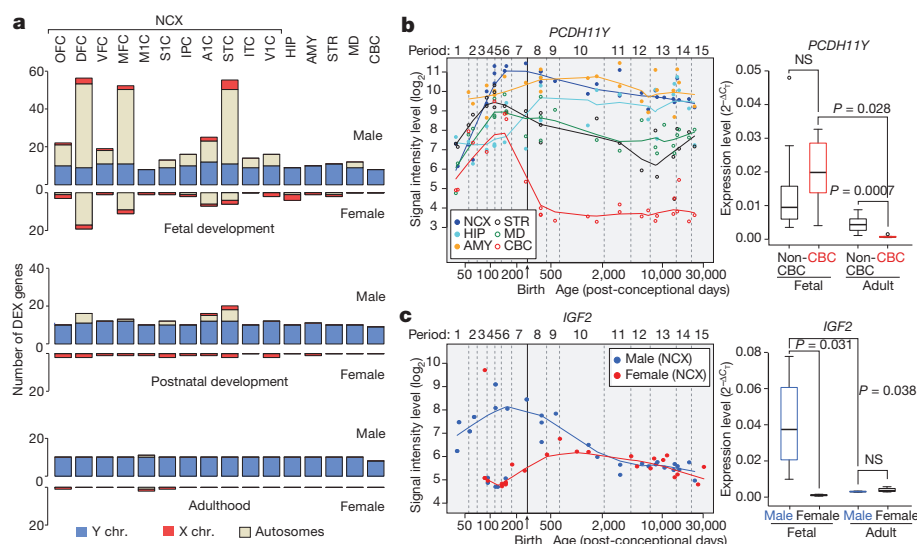 a
NCX
OFC DFC VFC MFC M1C S1C IPC A1C STC ITC V1C HIP AMY STR MD CBC
Number of DEX genes
60
40
20
0
0
20
Male
Female
Fetal development
40
20
0
0
20
Male
Female
Postnatal development
20
0
0
20
Male
Female
Adulthood
Y chr. X chr. Autosomes
b
PCDH11Y
Period: 1 2 3 4 5 6 7 8 9 10 11 12 13 14 15
Signal intensity level (log2)
11
10
9
8
7
6
5
4
3
NCX STR
HIP MD
AMY CBC
50 100 200 500 2,000 10,000 30,000
Birth Age (post-conceptional days)
PCDH11Y
Expression level (2−ΔCT)
0.05
0.04
0.03
0.02
0.01
0.00
NS
P = 0.028
P = 0.0007
Non-CBC CBC Non-CBC CBC
Fetal Adult
c
IGF2
Period: 1 2 3 4 5 6 7 8 9 10 11 12 13 14 15
Signal intensity level (log2)
10
9
8
7
6
5
4
Male (NCX)
Female (NCX)
50 100 200 500 2,000 10,000 30,000
Birth Age (post-conceptional days)
IGF2
Expression level (2−ΔCT)
0.08
0.06
0.04
0.02
0.00
P = 0.031
P = 0.038
NS
Male Female Male Female
Fetal Adult